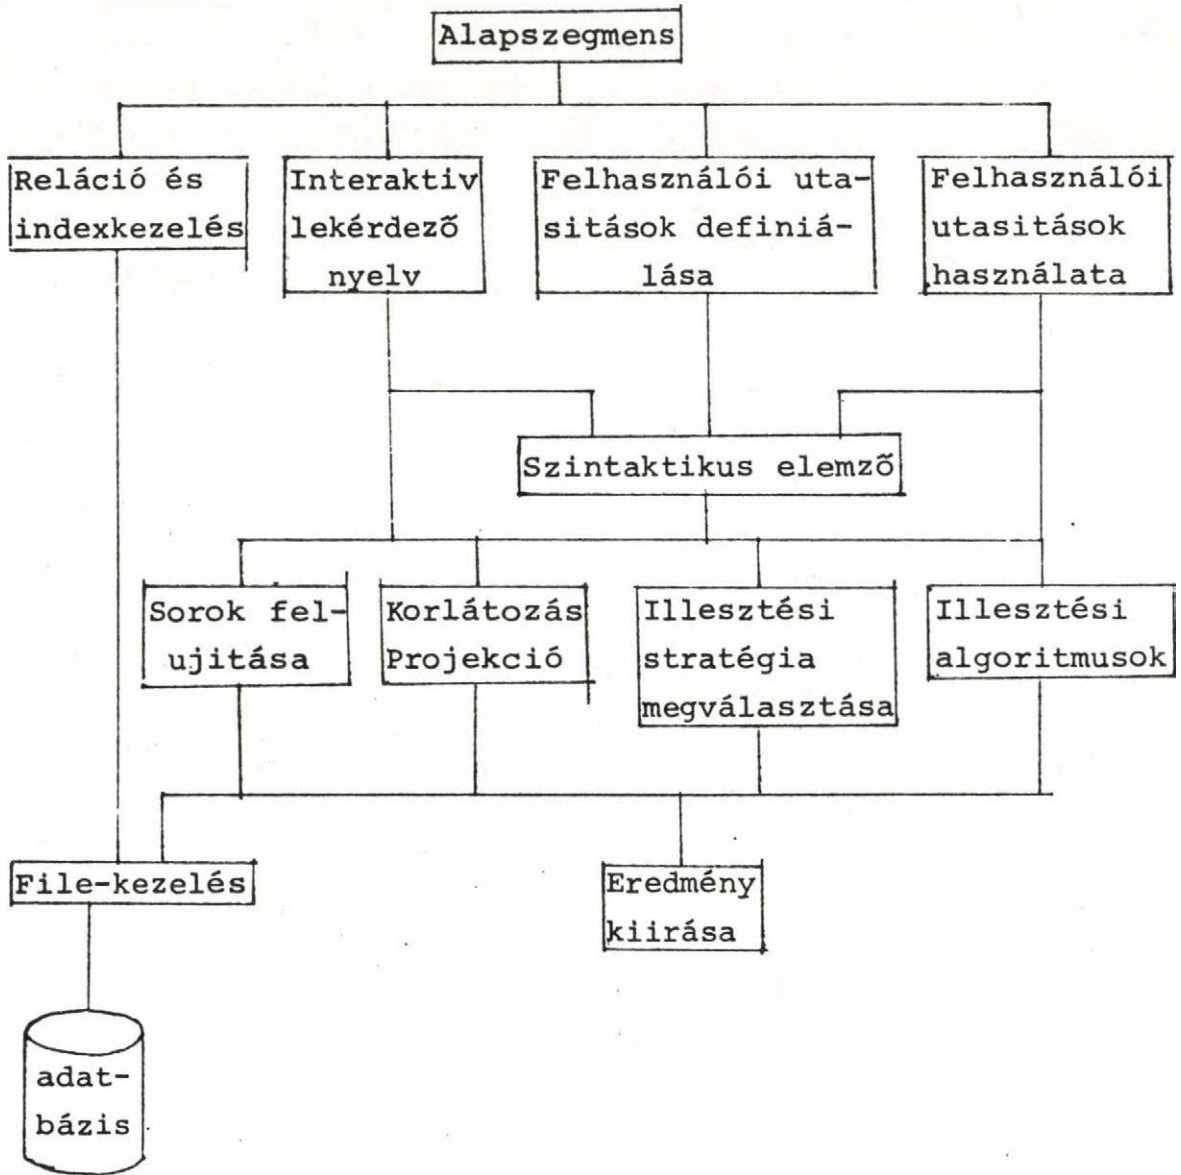 Alapszegmens
Reláció és
indexkezelés
Interaktiv
lekérdező
nyelv
Felhasználói uta-
sitások definiá-
lása
Felhasználói
utasitások
használata
Szintaktikus elemző
Sorok fel-
ujitása
Korlátozás
Projekció
Illesztési
stratégia
megválasztása
Illesztési
algoritmusok
File-kezelés
Eredmény
kiirása
adat-
bázis